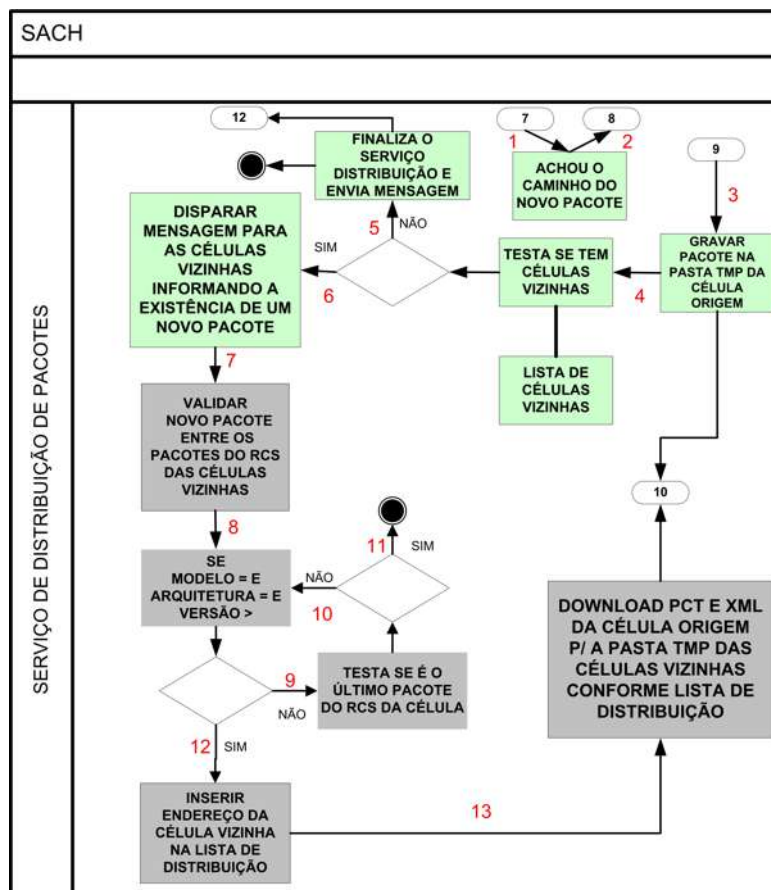 SACH
SERVIÇO DE DISTRIBUIÇÃO DE PACOTES
12
FINALIZA O
SERVIÇO
DISTRIBUIÇÃO E
ENVIA MENSAGEM
7
8
1
2
ACHOU O
CAMINHO DO
NOVO PACOTE
9
3
GRAVAR
PACOTE NA
PASTA TMP DA
CÉLULA
ORIGEM
4
TESTA SE TEM
CÉLULAS
VIZINHAS
LISTA DE
CÉLULAS
VIZINHAS
5
NÃO
SIM
6
DISPARAR
MENSAGEM PARA
AS CÉLULAS
VIZINHAS
INFORMANDO A
EXISTÊNCIA DE UM
NOVO PACOTE
7
VALIDAR
NOVO PACOTE
ENTRE OS
PACOTES DO RCS
DAS CÉLULAS
VIZINHAS
8
SE
MODELO = E
ARQUITETURA = E
VERSÃO >
11
SIM
NÃO
10
9
NÃO
TESTA SE É O
ÚLTIMO PACOTE
DO RCS DA CÉLULA
12
SIM
INSERIR
ENDEREÇO DA
CÉLULA VIZINHA
NA LISTA DE
DISTRIBUIÇÃO
13
DOWNLOAD PCT E XML
DA CÉLULA ORIGEM
P/ A PASTA TMP DAS
CÉLULAS VIZINHAS
CONFORME LISTA DE
DISTRIBUIÇÃO
10